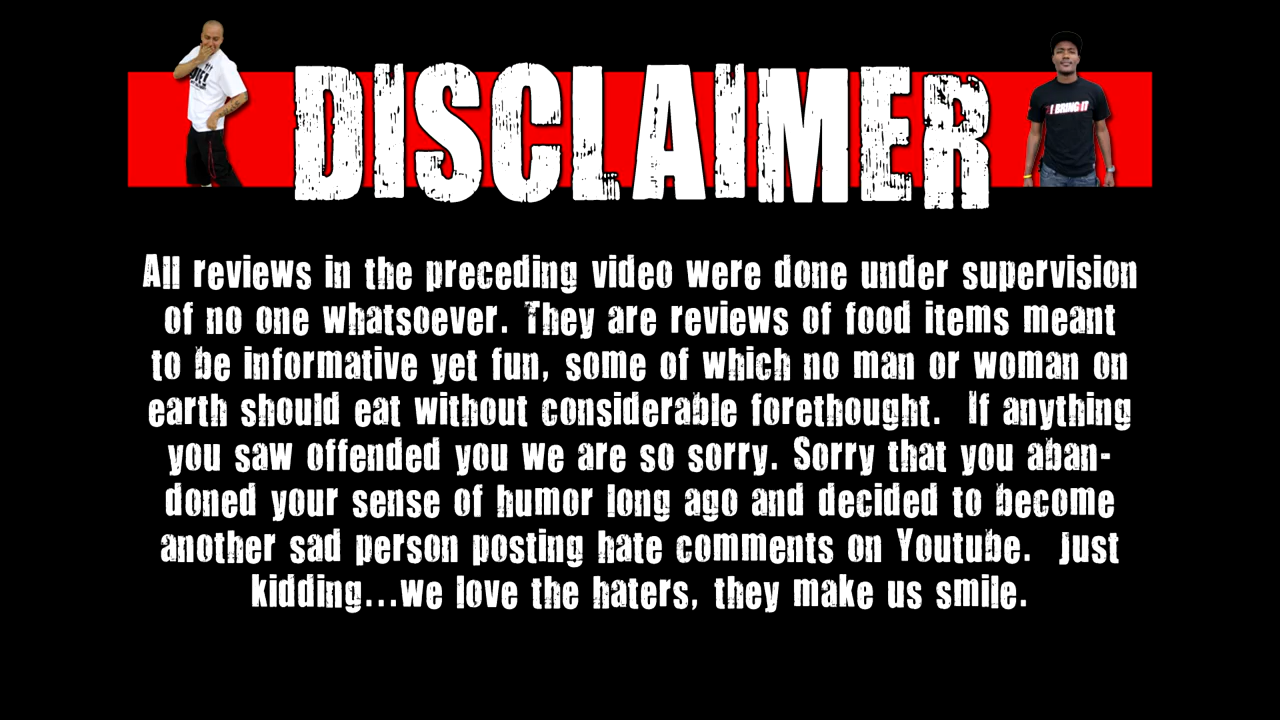 DISCLAIMER
I BRING IT
All reviews in the preceding video were done under supervision
of no one whatsoever. They are reviews of food items meant
to be informative yet fun, some of which no man or woman on
earth should eat without considerable forethought.  If anything
you saw offended you we are so sorry. Sorry that you aban-
doned your sense of humor long ago and decided to become
another sad person posting hate comments on Youtube.  Just
kidding...we love the haters, they make us smile.